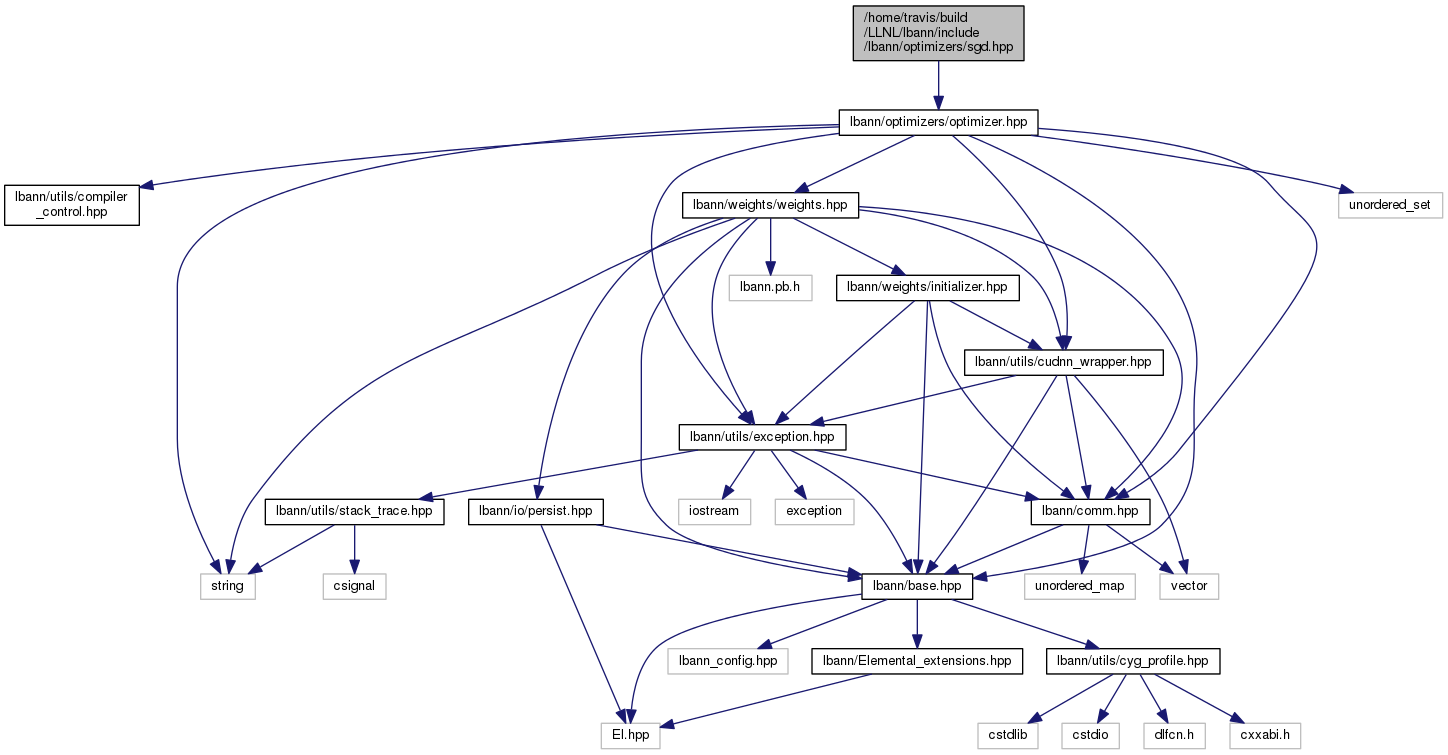 /home/travis/build
/LLNL/lbann/include
/lbann/optimizers/sgd.hpp
lbann/optimizers/optimizer.hpp
lbann/utils/compiler
_control.hpp
lbann/weights/weights.hpp
unordered_set
lbann.pb.h
lbann/weights/initializer.hpp
lbann/utils/cudnn_wrapper.hpp
lbann/utils/exception.hpp
lbann/utils/stack_trace.hpp
lbann/io/persist.hpp
iostream
exception
lbann/comm.hpp
string
csignal
lbann/base.hpp
unordered_map
vector
lbann_config.hpp
lbann/Elemental_extensions.hpp
lbann/utils/cyg_profile.hpp
El.hpp
cstdlib
cstdio
dlfcn.h
cxxabi.h